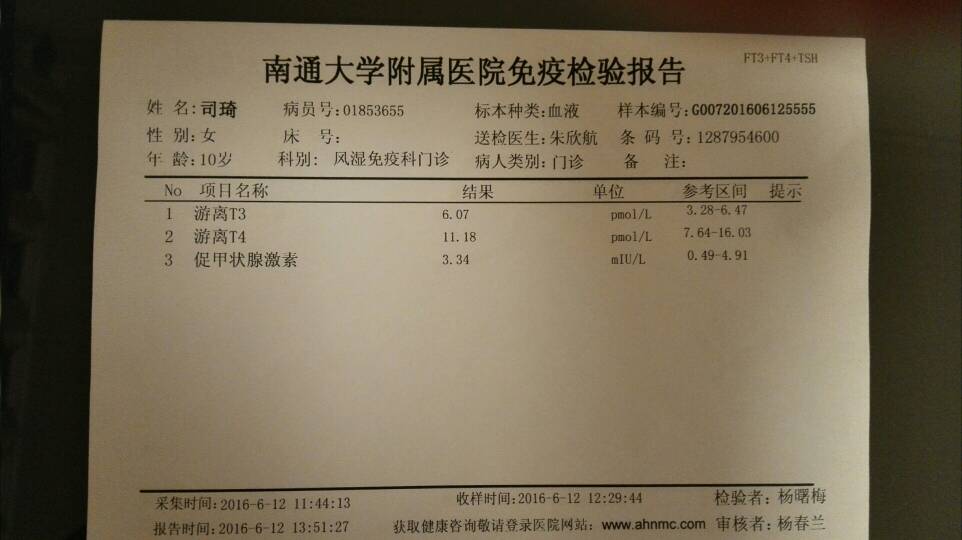 FT3+FT4+TSH
南通大学附属医院免疫检验报告
姓 名:司琦 病员号:01853655 标本种类:血液 样本编号:G007201606125555
性 别:女 床 号: 送检医生:朱欣航 条 码 号:1287954600
年 龄:10岁 科别: 风湿免疫科门诊 病人类别:门诊 备 注:
No 项目名称 结果 单位 参考区间 提示
1 游离T3 6.07 pmol/L 3.28-6.47
2 游离T4 11.18 pmol/L 7.64-16.03
3 促甲状腺激素 3.34 mIU/L 0.49-4.91
采集时间:2016-6-12 11:44:13 收样时间:2016-6-12 12:29:44 检验者:杨曙梅
报告时间:2016-6-12 13:51:27 获取健康咨询敬请登录医院网站: www.ahnmc.com 审核者:杨春兰